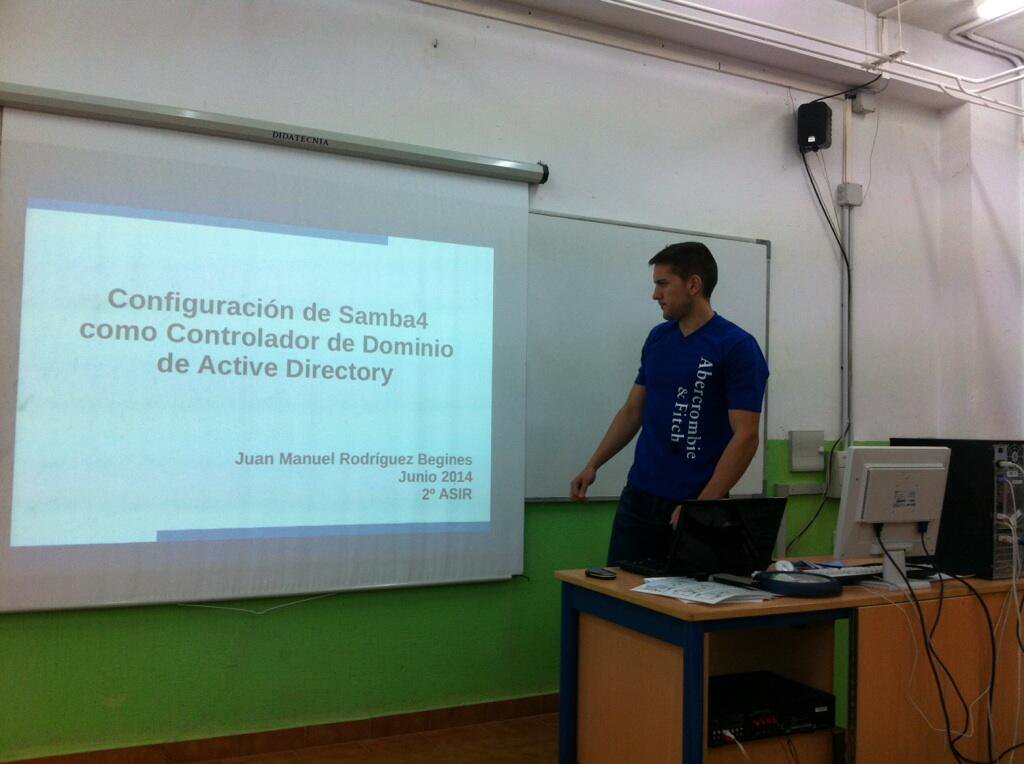 DIDATECNIA
Configuración de Samba4
como Controlador de Dominio
de Active Directory
Juan Manuel Rodríguez Begines
Junio 2014
2º ASIR
Abercrombie
& Fitch